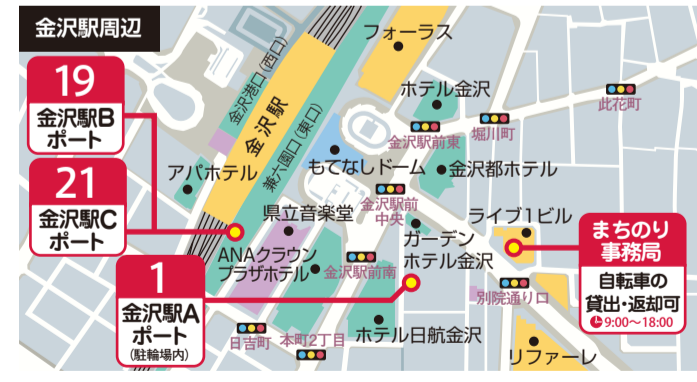 金沢駅周辺
19
金沢駅B
ポート
21
金沢駅C
ポート
1
金沢駅A
ポート
(駐輪場内)
まちのり
事務局
自転車の
貸出・返却可
9:00〜18:00
金沢港口(西口)
金沢駅
兼六園口(東口)
フォーラス
ホテル金沢
此花町
堀川町
金沢駅前東
もてなしドーム
金沢都ホテル
アパホテル
金沢駅前
中央
県立音楽堂
ライブ1ビル
ガーデン
ホテル金沢
ANAクラウン
プラザホテル
金沢駅前南
別院通り口
日吉町
本町2丁目
ホテル日航金沢
リファーレ